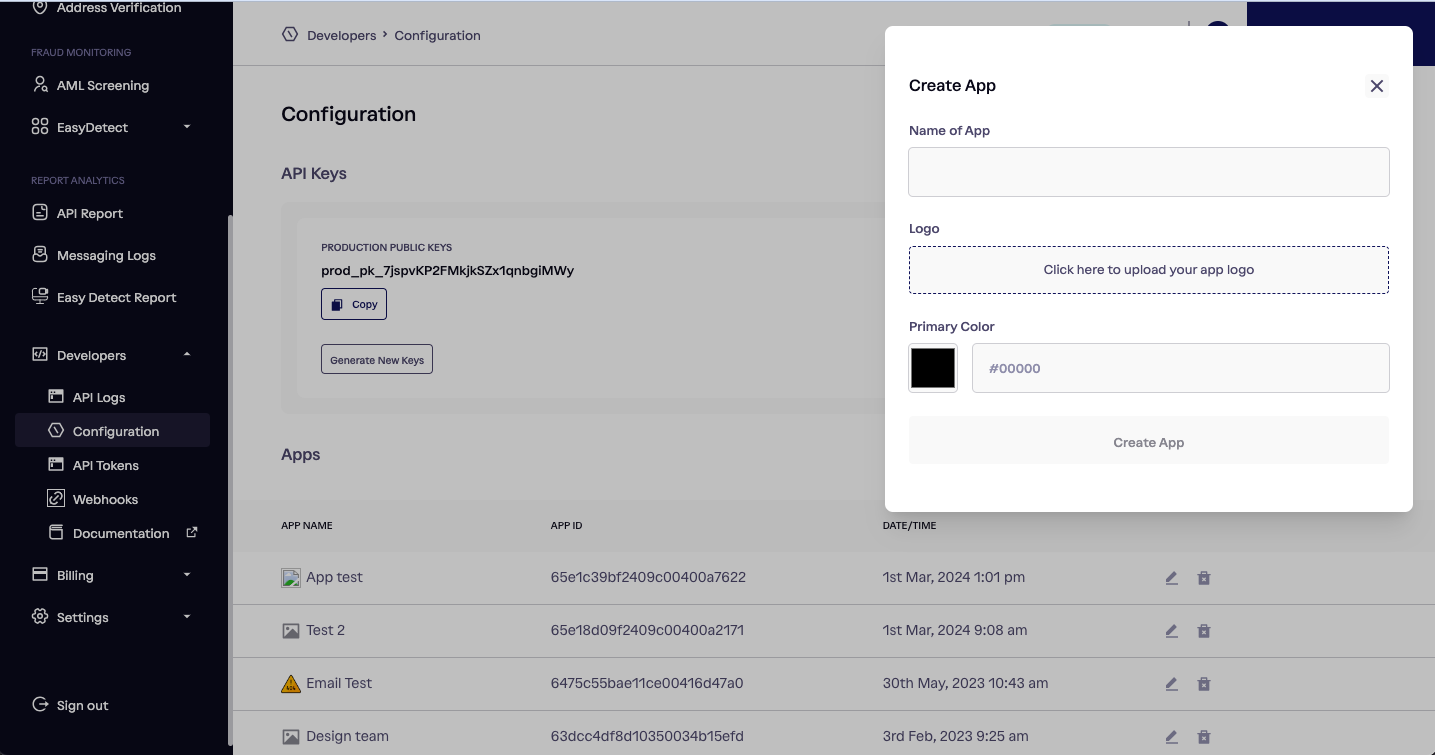 Address Verification
FRAUD MONITORING
AML Screening
EasyDetect
REPORT ANALYTICS
API Report
Messaging Logs
Easy Detect Report
Developers
API Logs
Configuration
API Tokens
Webhooks
Documentation
Billing
Settings
Sign out
Developers > Configuration
Configuration
API Keys
PRODUCTION PUBLIC KEYS
prod_pk_7jspvKP2FMkjkSZx1qnbgiMWy
Copy
Generate New Keys
Apps
APP NAME APP ID DATE/TIME
App test 65e1c39bf2409c00400a7622 1st Mar, 2024 1:01 pm
Test 2 65e18d09f2409c00400a2171 1st Mar, 2024 9:08 am
Email Test 6475c55bae11ce00416d47a0 30th May, 2023 10:43 am
Design team 63dcc4df8d10350034b15efd 3rd Feb, 2023 9:25 am
Create App
Name of App
Logo
Click here to upload your app logo
Primary Color
#00000
Create App